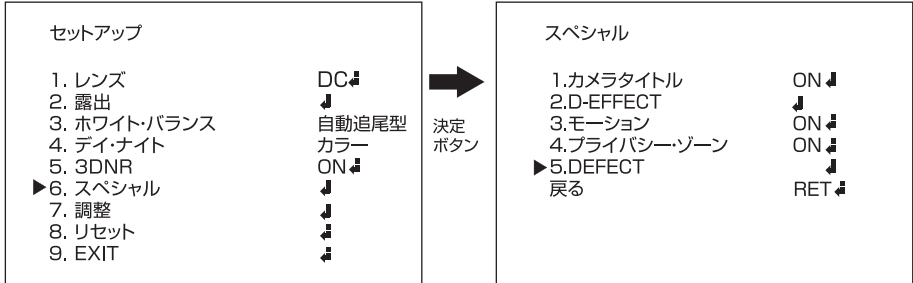 セットアップ
1. レンズ DC↲
2. 露出 ↲
3. ホワイト・バランス 自動追尾型
4. デイ・ナイト カラー
5. 3DNR ON↲
▶6. スペシャル ↲
7. 調整 ↲
8. リセット ↲
9. EXIT ↲
決定
ボタン
スペシャル
1.カメラタイトル ON↲
2.D-EFFECT ↲
3.モーション ON↲
4.プライバシー・ゾーン ON↲
▶5.DEFECT ↲
戻る RET↲